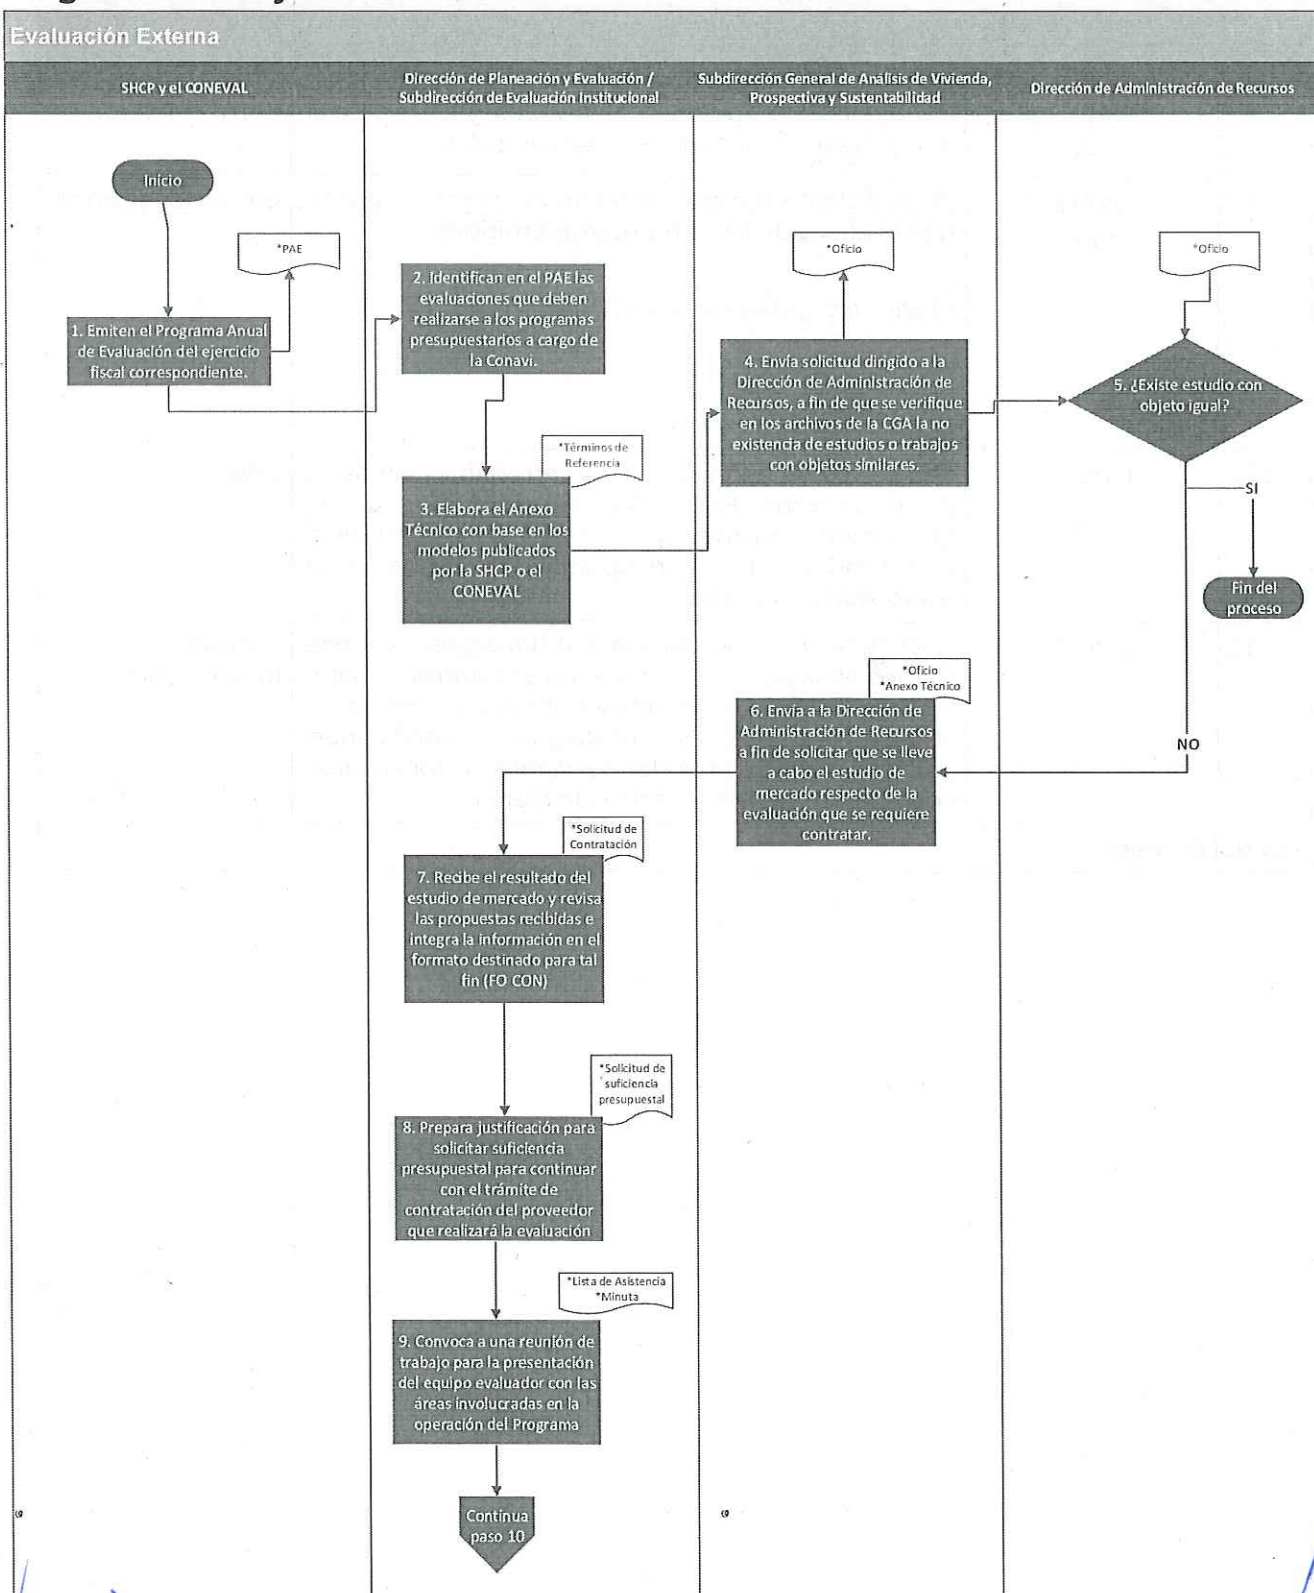 Evaluación Externa
SHCP y el CONEVAL
Dirección de Planeación y Evaluación /
Subdirección de Evaluación Institucional
Subdirección General de Análisis de Vivienda,
Prospectiva y Sustentabilidad
Dirección de Administración de Recursos
Inicio
*PAE
1. Emiten el Programa Anual
de Evaluación del ejercicio
fiscal correspondiente.
2. Identifican en el PAE las
evaluaciones que deben
realizarse a los programas
presupuestarios a cargo de
la Conavi.
*Términos de
Referencia
3. Elabora el Anexo
Técnico con base en los
modelos publicados
por la SHCP o el
CONEVAL
*Oficio
4. Envía solicitud dirigido a la
Dirección de Administración de
Recursos, a fin de que se verifique
en los archivos de la CGA la no
existencia de estudios o trabajos
con objetos similares.
*Oficio
5. ¿Existe estudio con
objeto igual?
SI
Fin del
proceso
NO
*Oficio
*Anexo Técnico
6. Envía a la Dirección de
Administración de Recursos
a fin de solicitar que se lleve
a cabo el estudio de
mercado respecto de la
evaluación que se requiere
contratar.
*Solicitud de
Contratación
7. Recibe el resultado del
estudio de mercado y revisa
las propuestas recibidas e
integra la información en el
formato destinado para tal
fin (FO CON)
*Solicitud de
suficiencia
presupuestal
8. Prepara justificación para
solicitar suficiencia
presupuestal para continuar
con el trámite de
contratación del proveedor
que realizará la evaluación
*Lista de Asistencia
*Minuta
9. Convoca a una reunión de
trabajo para la presentación
del equipo evaluador con las
áreas involucradas en la
operación del Programa
Continua
paso 10